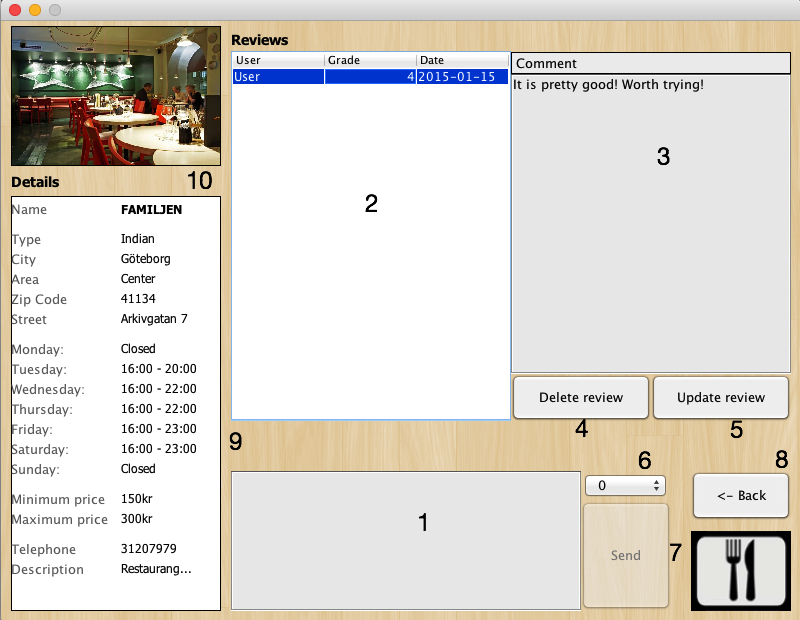 Reviews
User Grade Date
User 4 2015-01-15
Comment
It is pretty good! Worth trying!
3
2
10
Details
Name FAMILJEN
Type Indian
City Göteborg
Area Center
Zip Code 41134
Street Arkivgatan 7
Monday: Closed
Tuesday: 16:00 - 20:00
Wednesday: 16:00 - 22:00
Thursday: 16:00 - 22:00
Friday: 16:00 - 23:00
Saturday: 16:00 - 23:00
Sunday: Closed
Minimum price 150kr
Maximum price 300kr
Telephone 31207979
Description Restaurang...
Delete review Update review
4 5
9
6 8
0
<- Back
1
Send 7